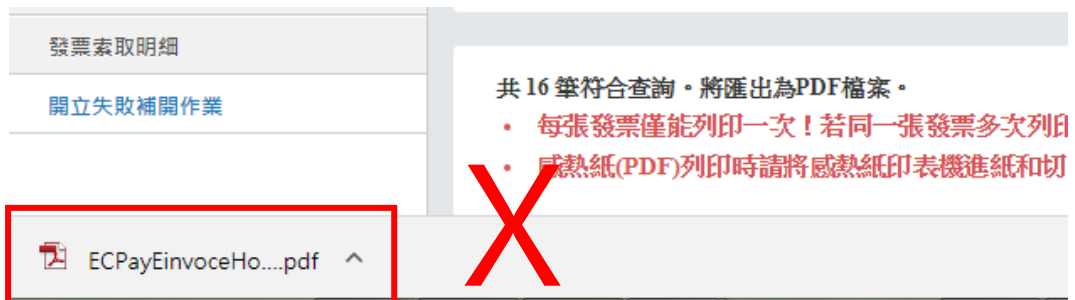 發票索取明細
開立失敗補開作業
共 16 筆符合查詢。將匯出為PDF檔案。
• 每張發票僅能列印一次!若同一張發票多次列印
• 感熱紙(PDF)列印時請將感熱紙印表機進紙和切
X
ECPayEinvoceHo....pdf